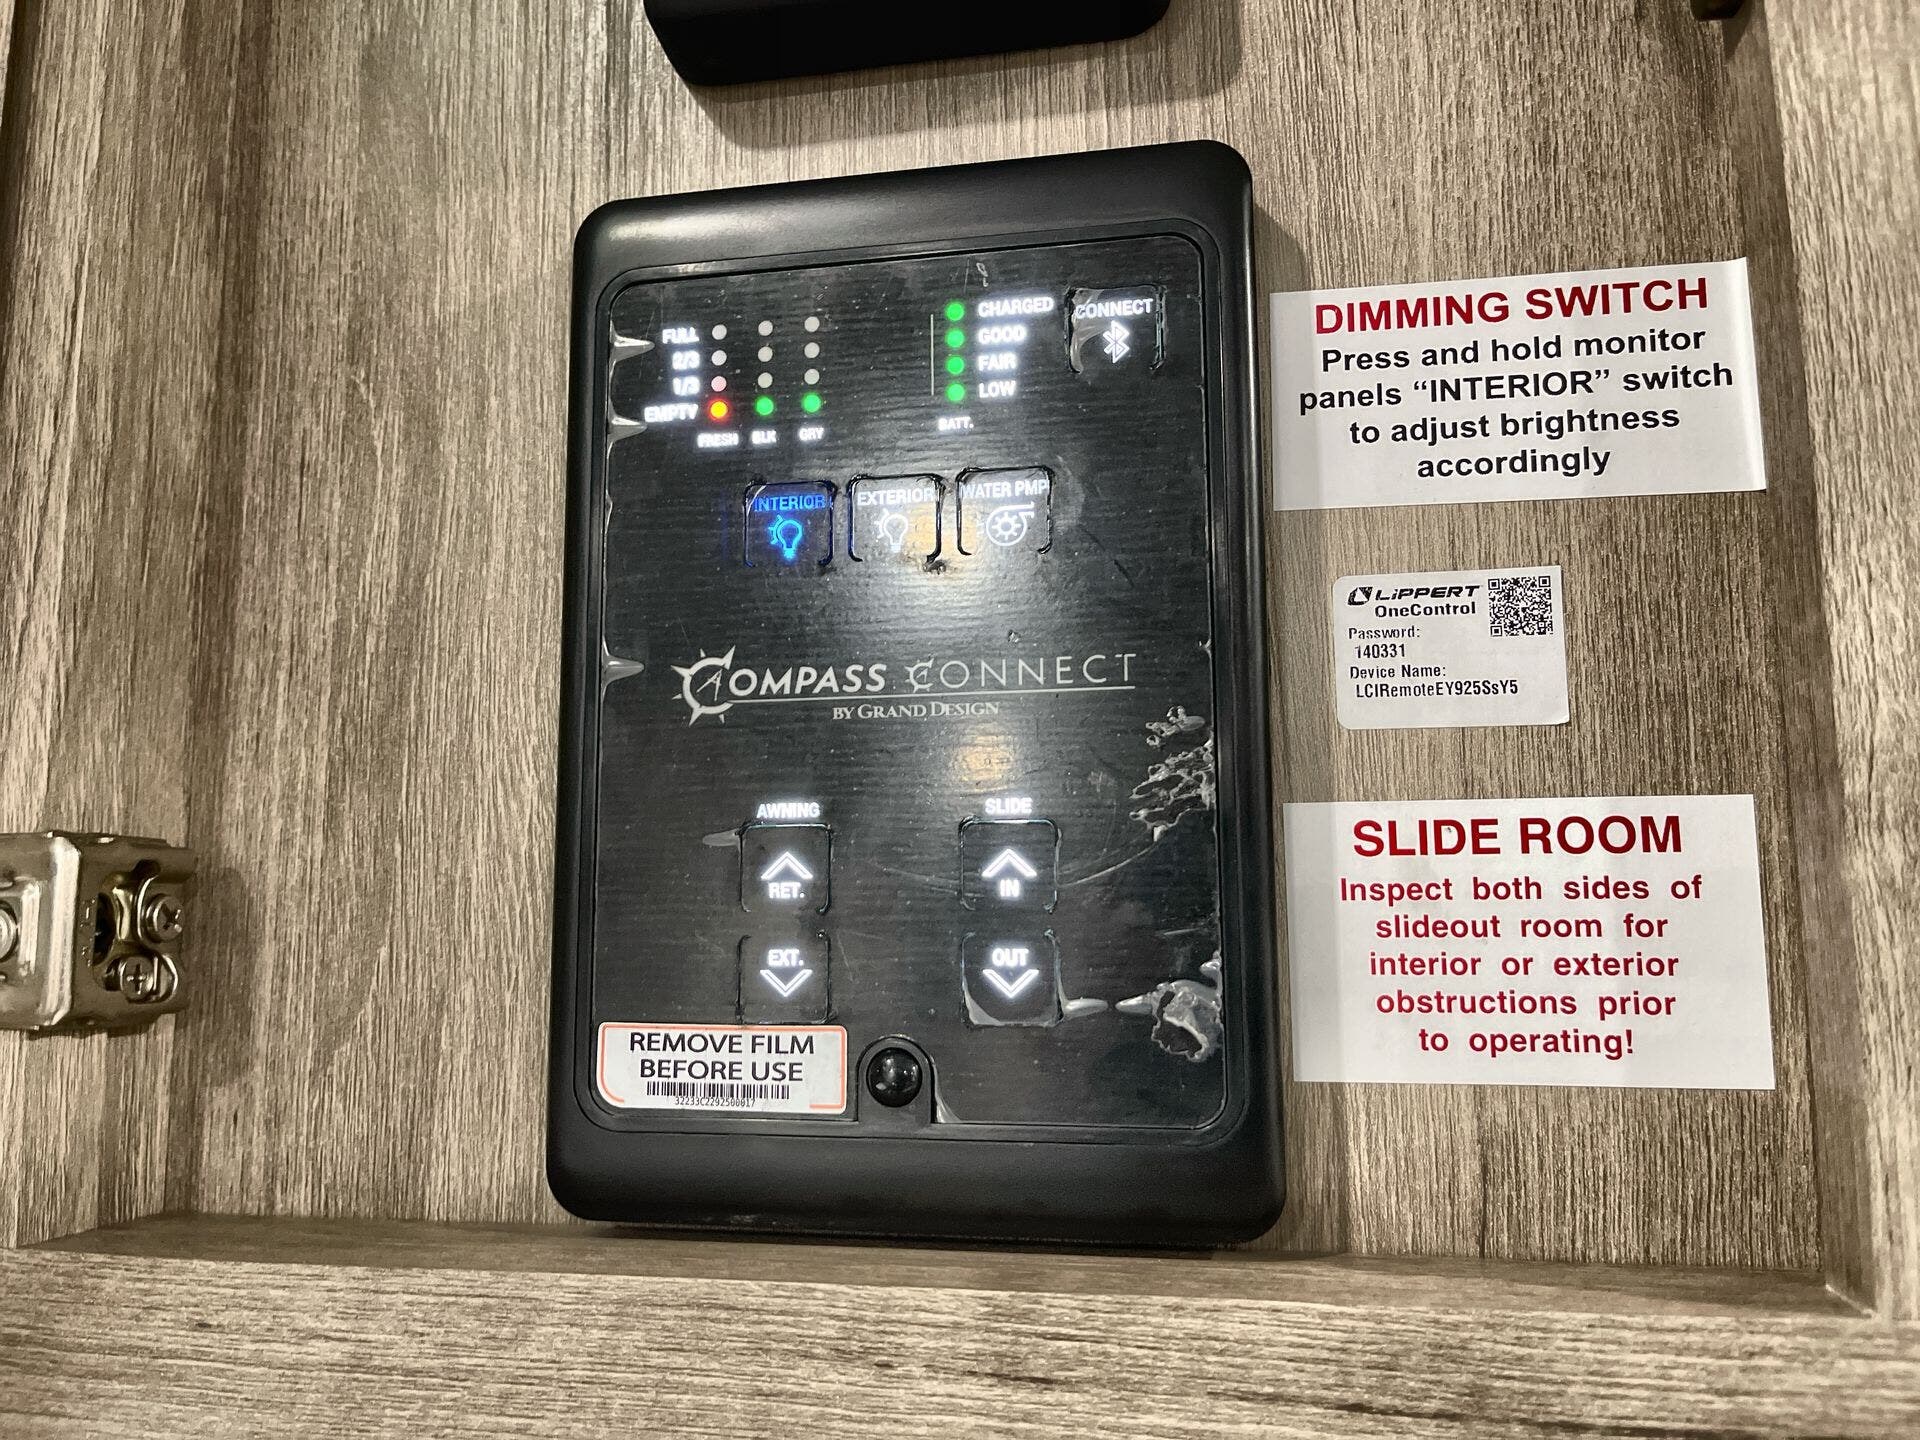 FULL
2/3
1/3
EMPTY
FRESH BLK GRY
CHARGED
GOOD
FAIR
LOW
BATT.
CONNECT
INTERIOR EXTERIOR WATER PMP
COMPASS CONNECT
BY GRAND DESIGN
AWNING
RET.
EXT.
SLIDE
IN
OUT
REMOVE FILM
BEFORE USE
32233C2292500017
DIMMING SWITCH
Press and hold monitor
panels “INTERIOR” switch
to adjust brightness
accordingly
LIPPERT
OneControl
Password:
140331
Device Name:
LCIRemoteEY925SsY5
SLIDE ROOM
Inspect both sides of
slideout room for
interior or exterior
obstructions prior
to operating!